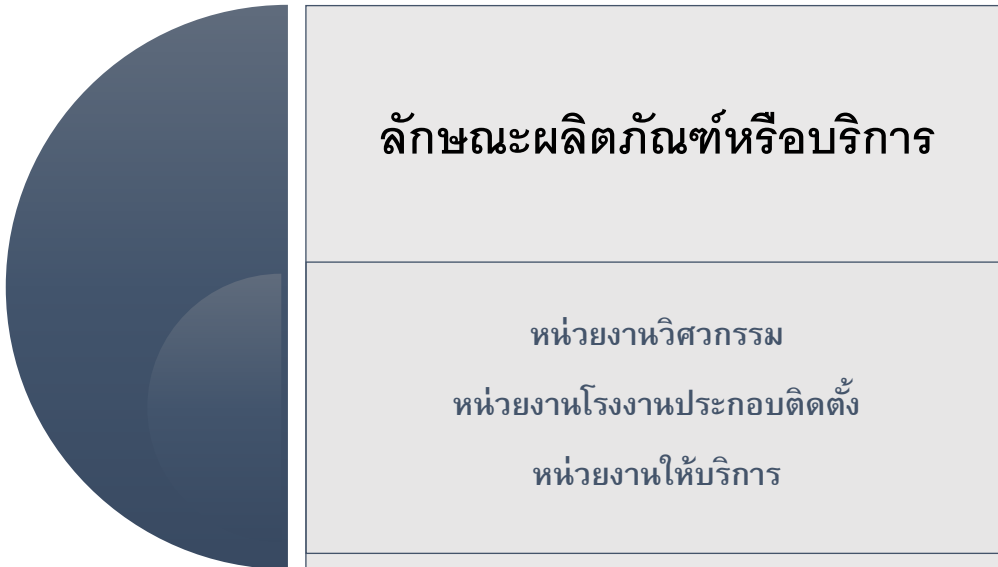 ลักษณะผลิตภัณฑ์หรือบริการ
หน่วยงานวิศวกรรม
หน่วยงานโรงงานประกอบติดตั้ง
หน่วยงานให้บริการ